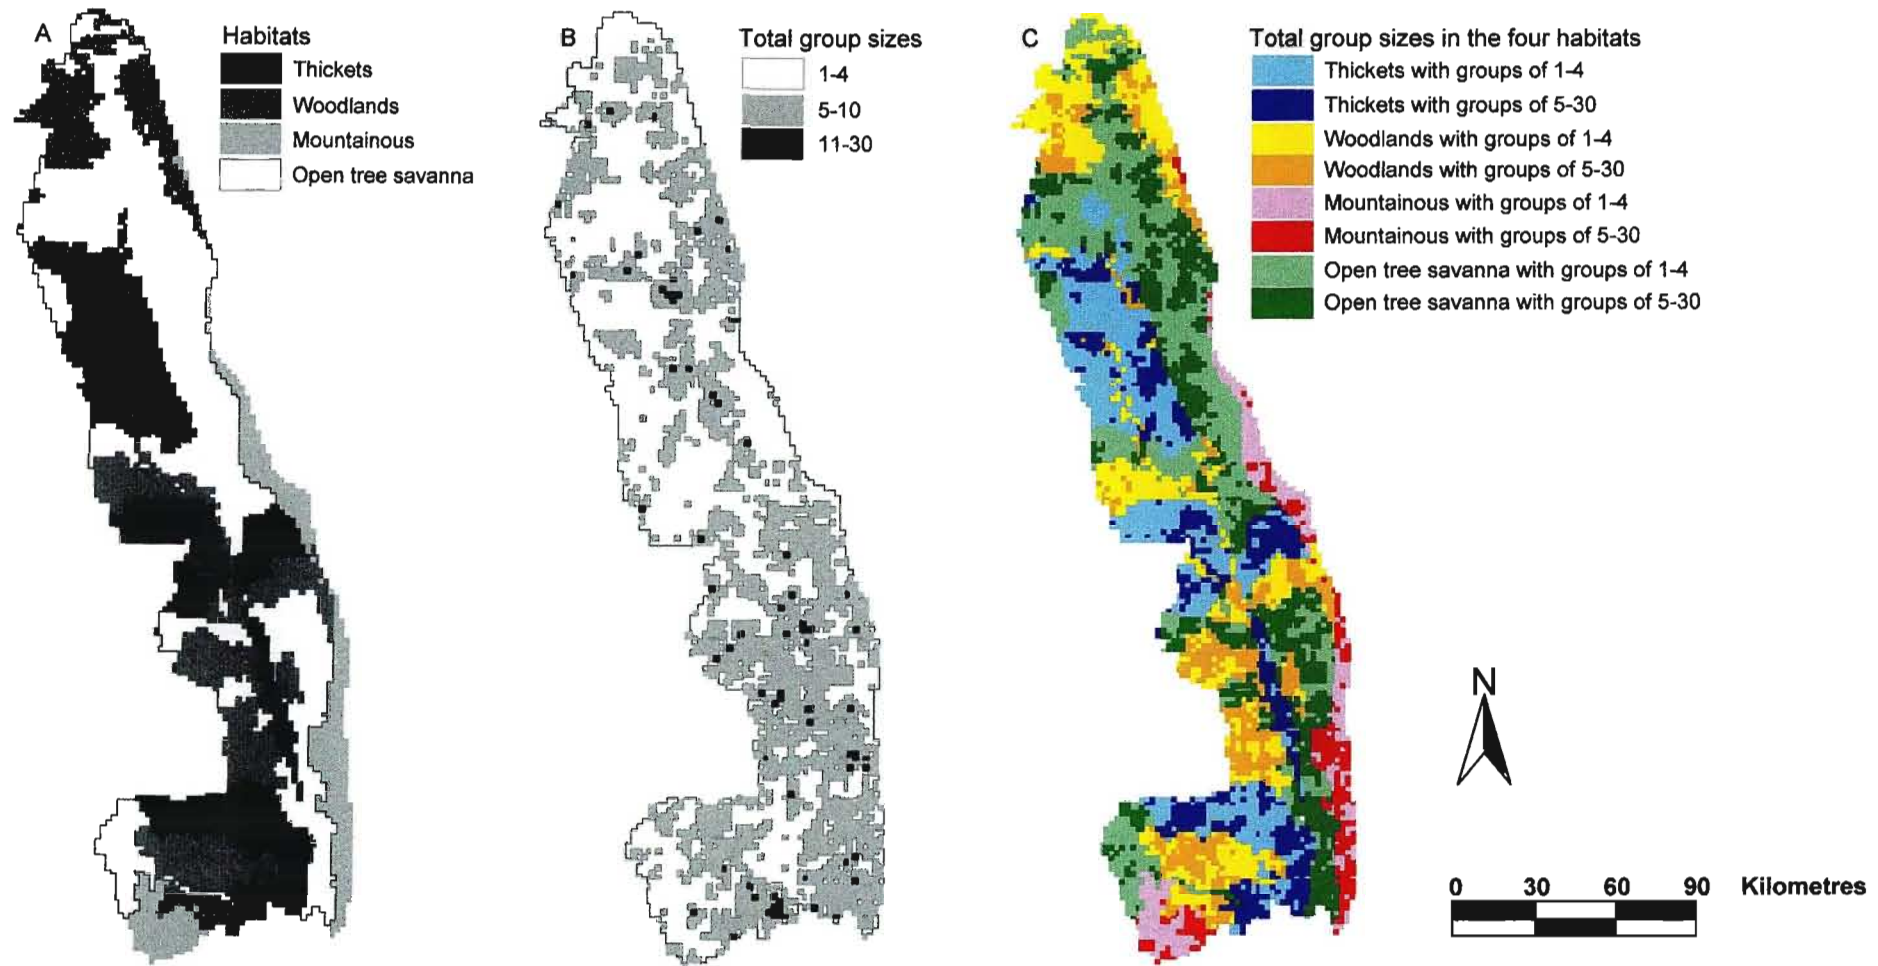 A
Habitats
Thickets
Woodlands
Mountainous
Open tree savanna
B
Total group sizes
1-4
5-10
11-30
C
Total group sizes in the four habitats
Thickets with groups of 1-4
Thickets with groups of 5-30
Woodlands with groups of 1-4
Woodlands with groups of 5-30
Mountainous with groups of 1-4
Mountainous with groups of 5-30
Open tree savanna with groups of 1-4
Open tree savanna with groups of 5-30
N
0 30 60 90 Kilometres